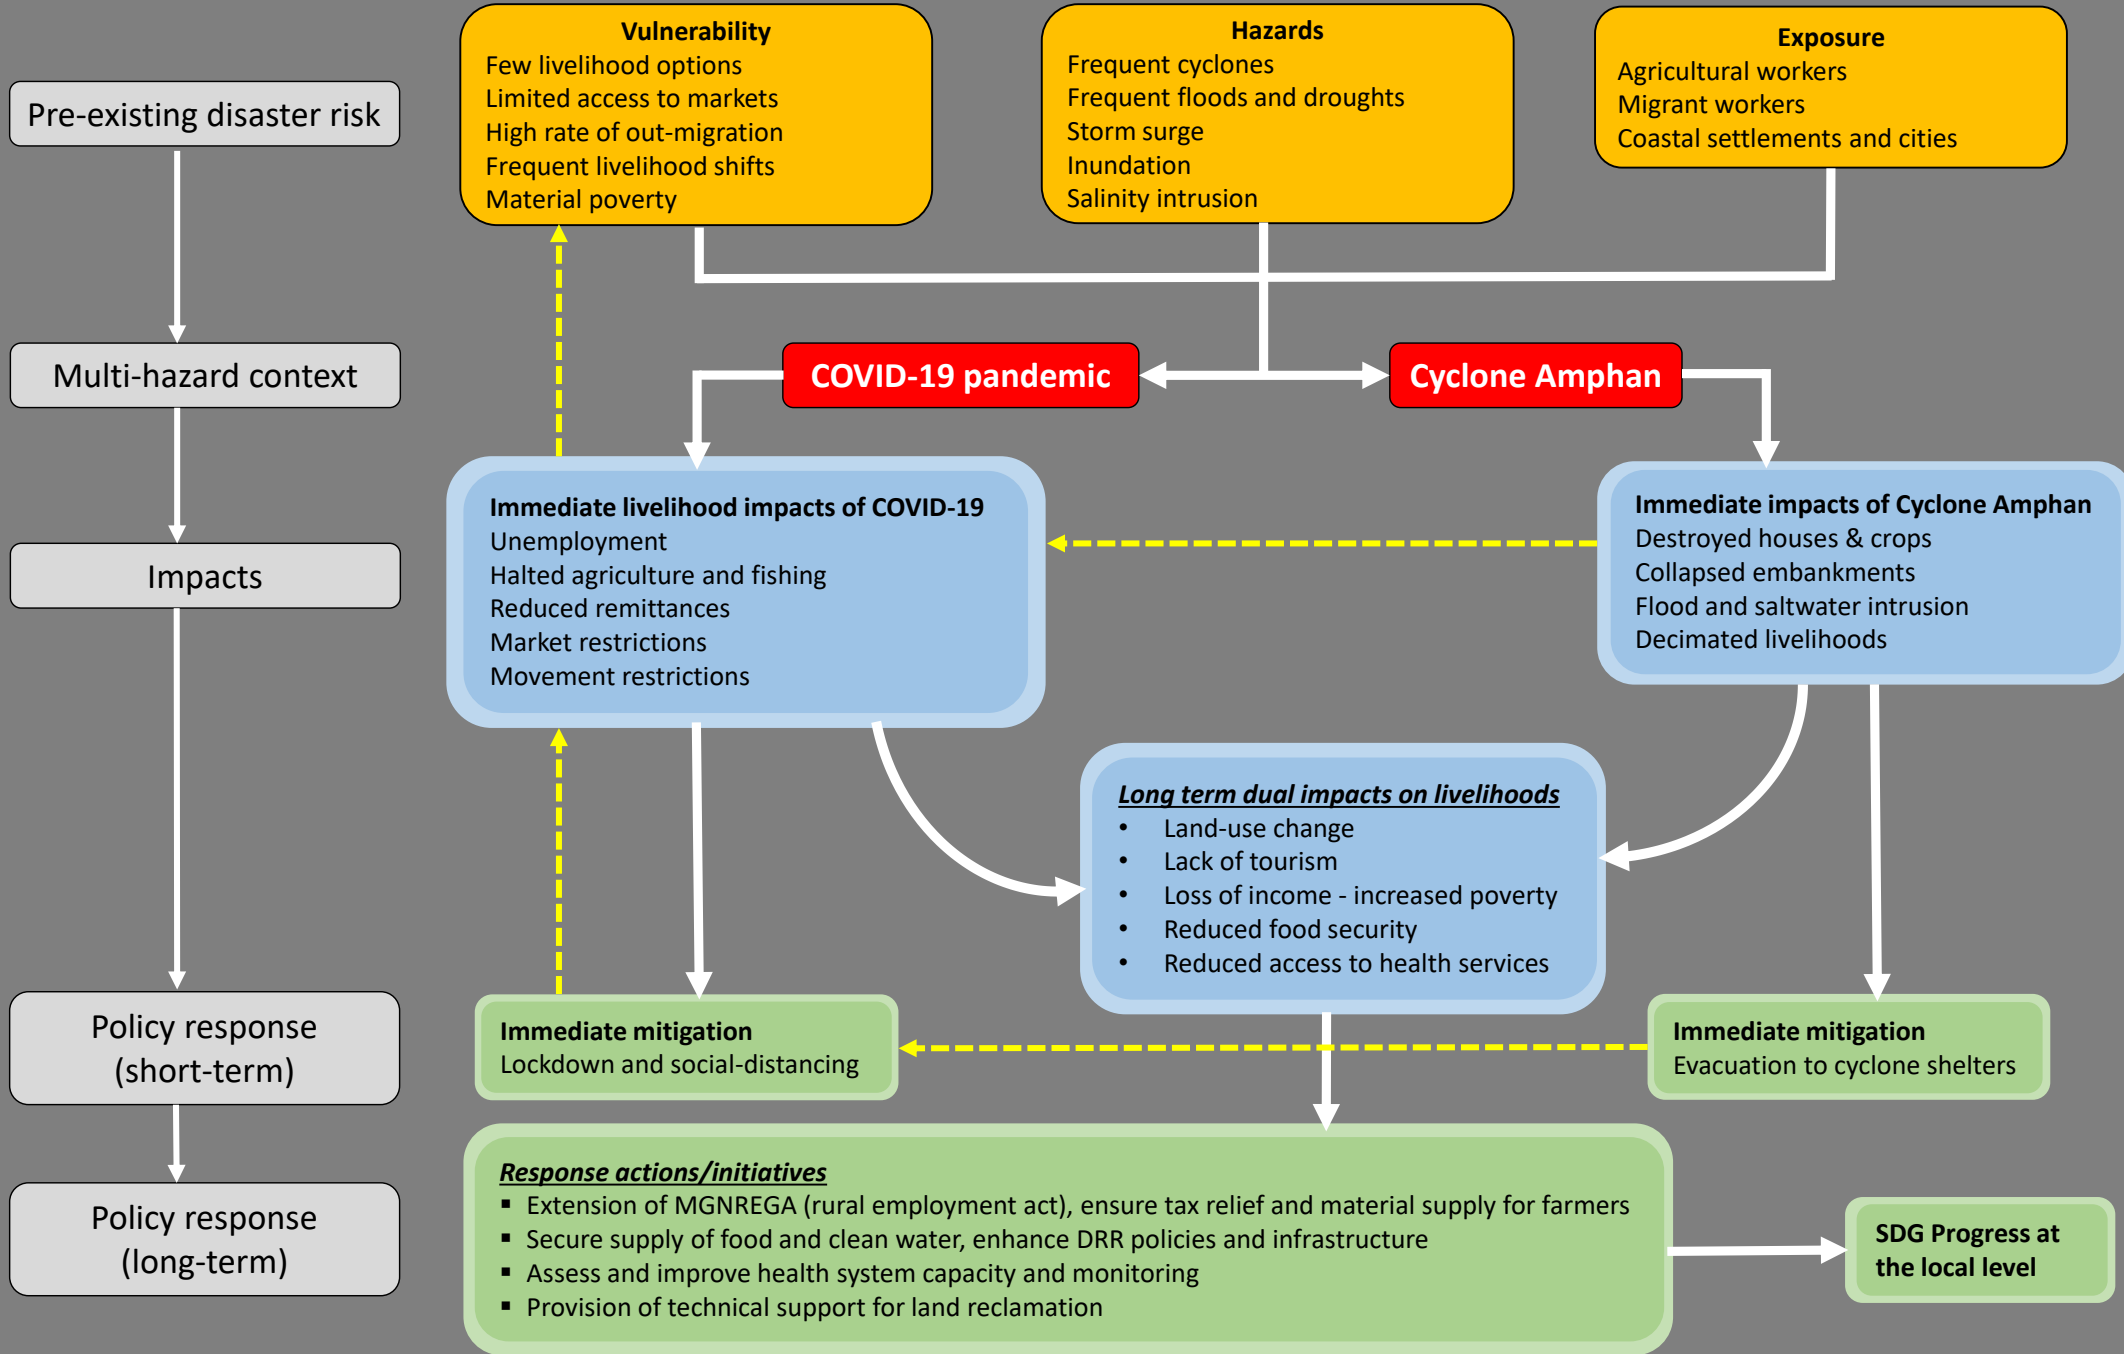 Pre-existing disaster risk
Vulnerability
Few livelihood options
Limited access to markets
High rate of out-migration
Frequent livelihood shifts
Material poverty
Hazards
Frequent cyclones
Frequent floods and droughts
Storm surge
Inundation
Salinity intrusion
Exposure
Agricultural workers
Migrant workers
Coastal settlements and cities
Multi-hazard context
COVID-19 pandemic
Cyclone Amphan
Impacts
Immediate livelihood impacts of COVID-19
Unemployment
Halted agriculture and fishing
Reduced remittances
Market restrictions
Movement restrictions
Immediate impacts of Cyclone Amphan
Destroyed houses & crops
Collapsed embankments
Flood and saltwater intrusion
Decimated livelihoods
Long term dual impacts on livelihoods
• Land-use change
• Lack of tourism
• Loss of income - increased poverty
• Reduced food security
• Reduced access to health services
Policy response
(short-term)
Immediate mitigation
Lockdown and social-distancing
Immediate mitigation
Evacuation to cyclone shelters
Policy response
(long-term)
Response actions/initiatives
▪ Extension of MGNREGA (rural employment act), ensure tax relief and material supply for farmers
▪ Secure supply of food and clean water, enhance DRR policies and infrastructure
▪ Assess and improve health system capacity and monitoring
▪ Provision of technical support for land reclamation
SDG Progress at
the local level